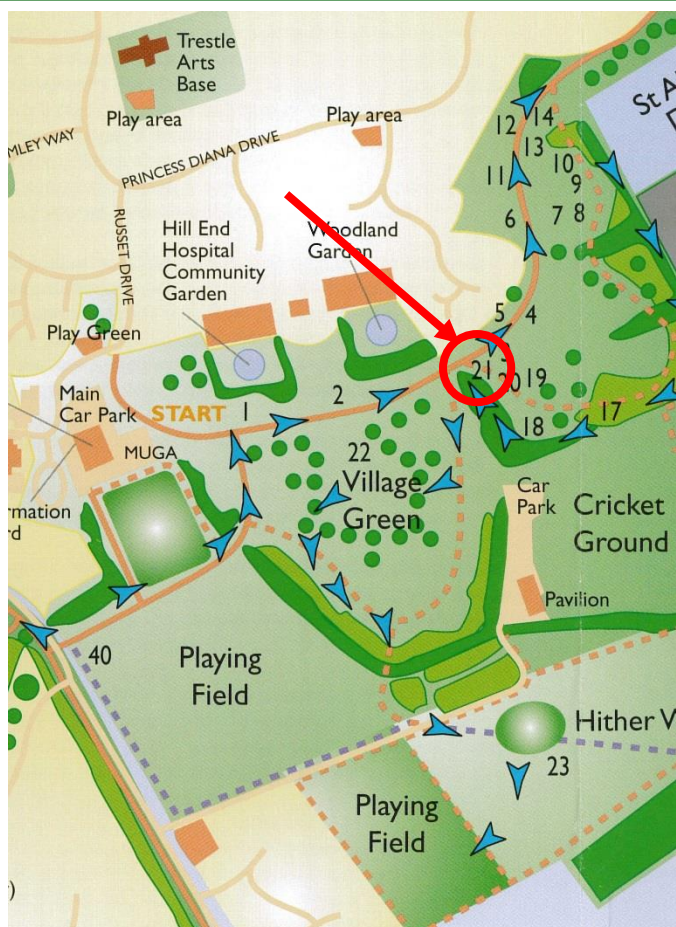 Trestle
Arts
Base
Play area
Play area
MLEY WAY
PRINCESS DIANA DRIVE
St A
12 14
13
10
11
9
6
7 8
RUSSET DRIVE
Hill End
Hospital
Community
Garden
Woodland
Garden
5 4
Play Green
21 20 19
Main
Car Park
START
1
2
17
18
MUGA
22
Village
Green
Car
Park
Cricket
Ground
rmation
rd
Pavilion
40
Playing
Field
Hither W
23
Playing
Field
)